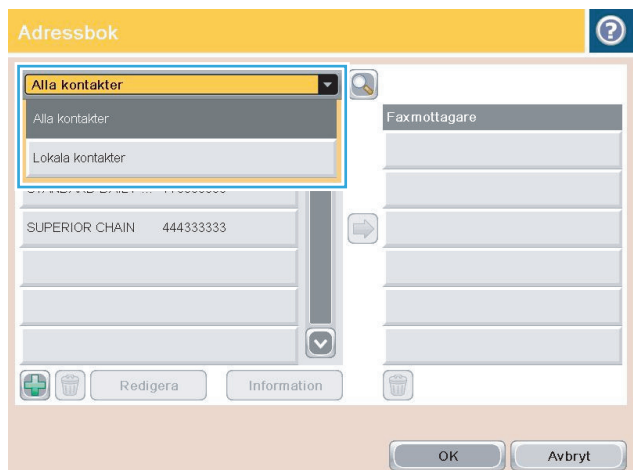 Adressbok
?
Alla kontakter
Alla kontakter
Lokala kontakter
Faxmottagare
SUPERIOR CHAIN 444333333
Redigera
Information
OK
Avbryt